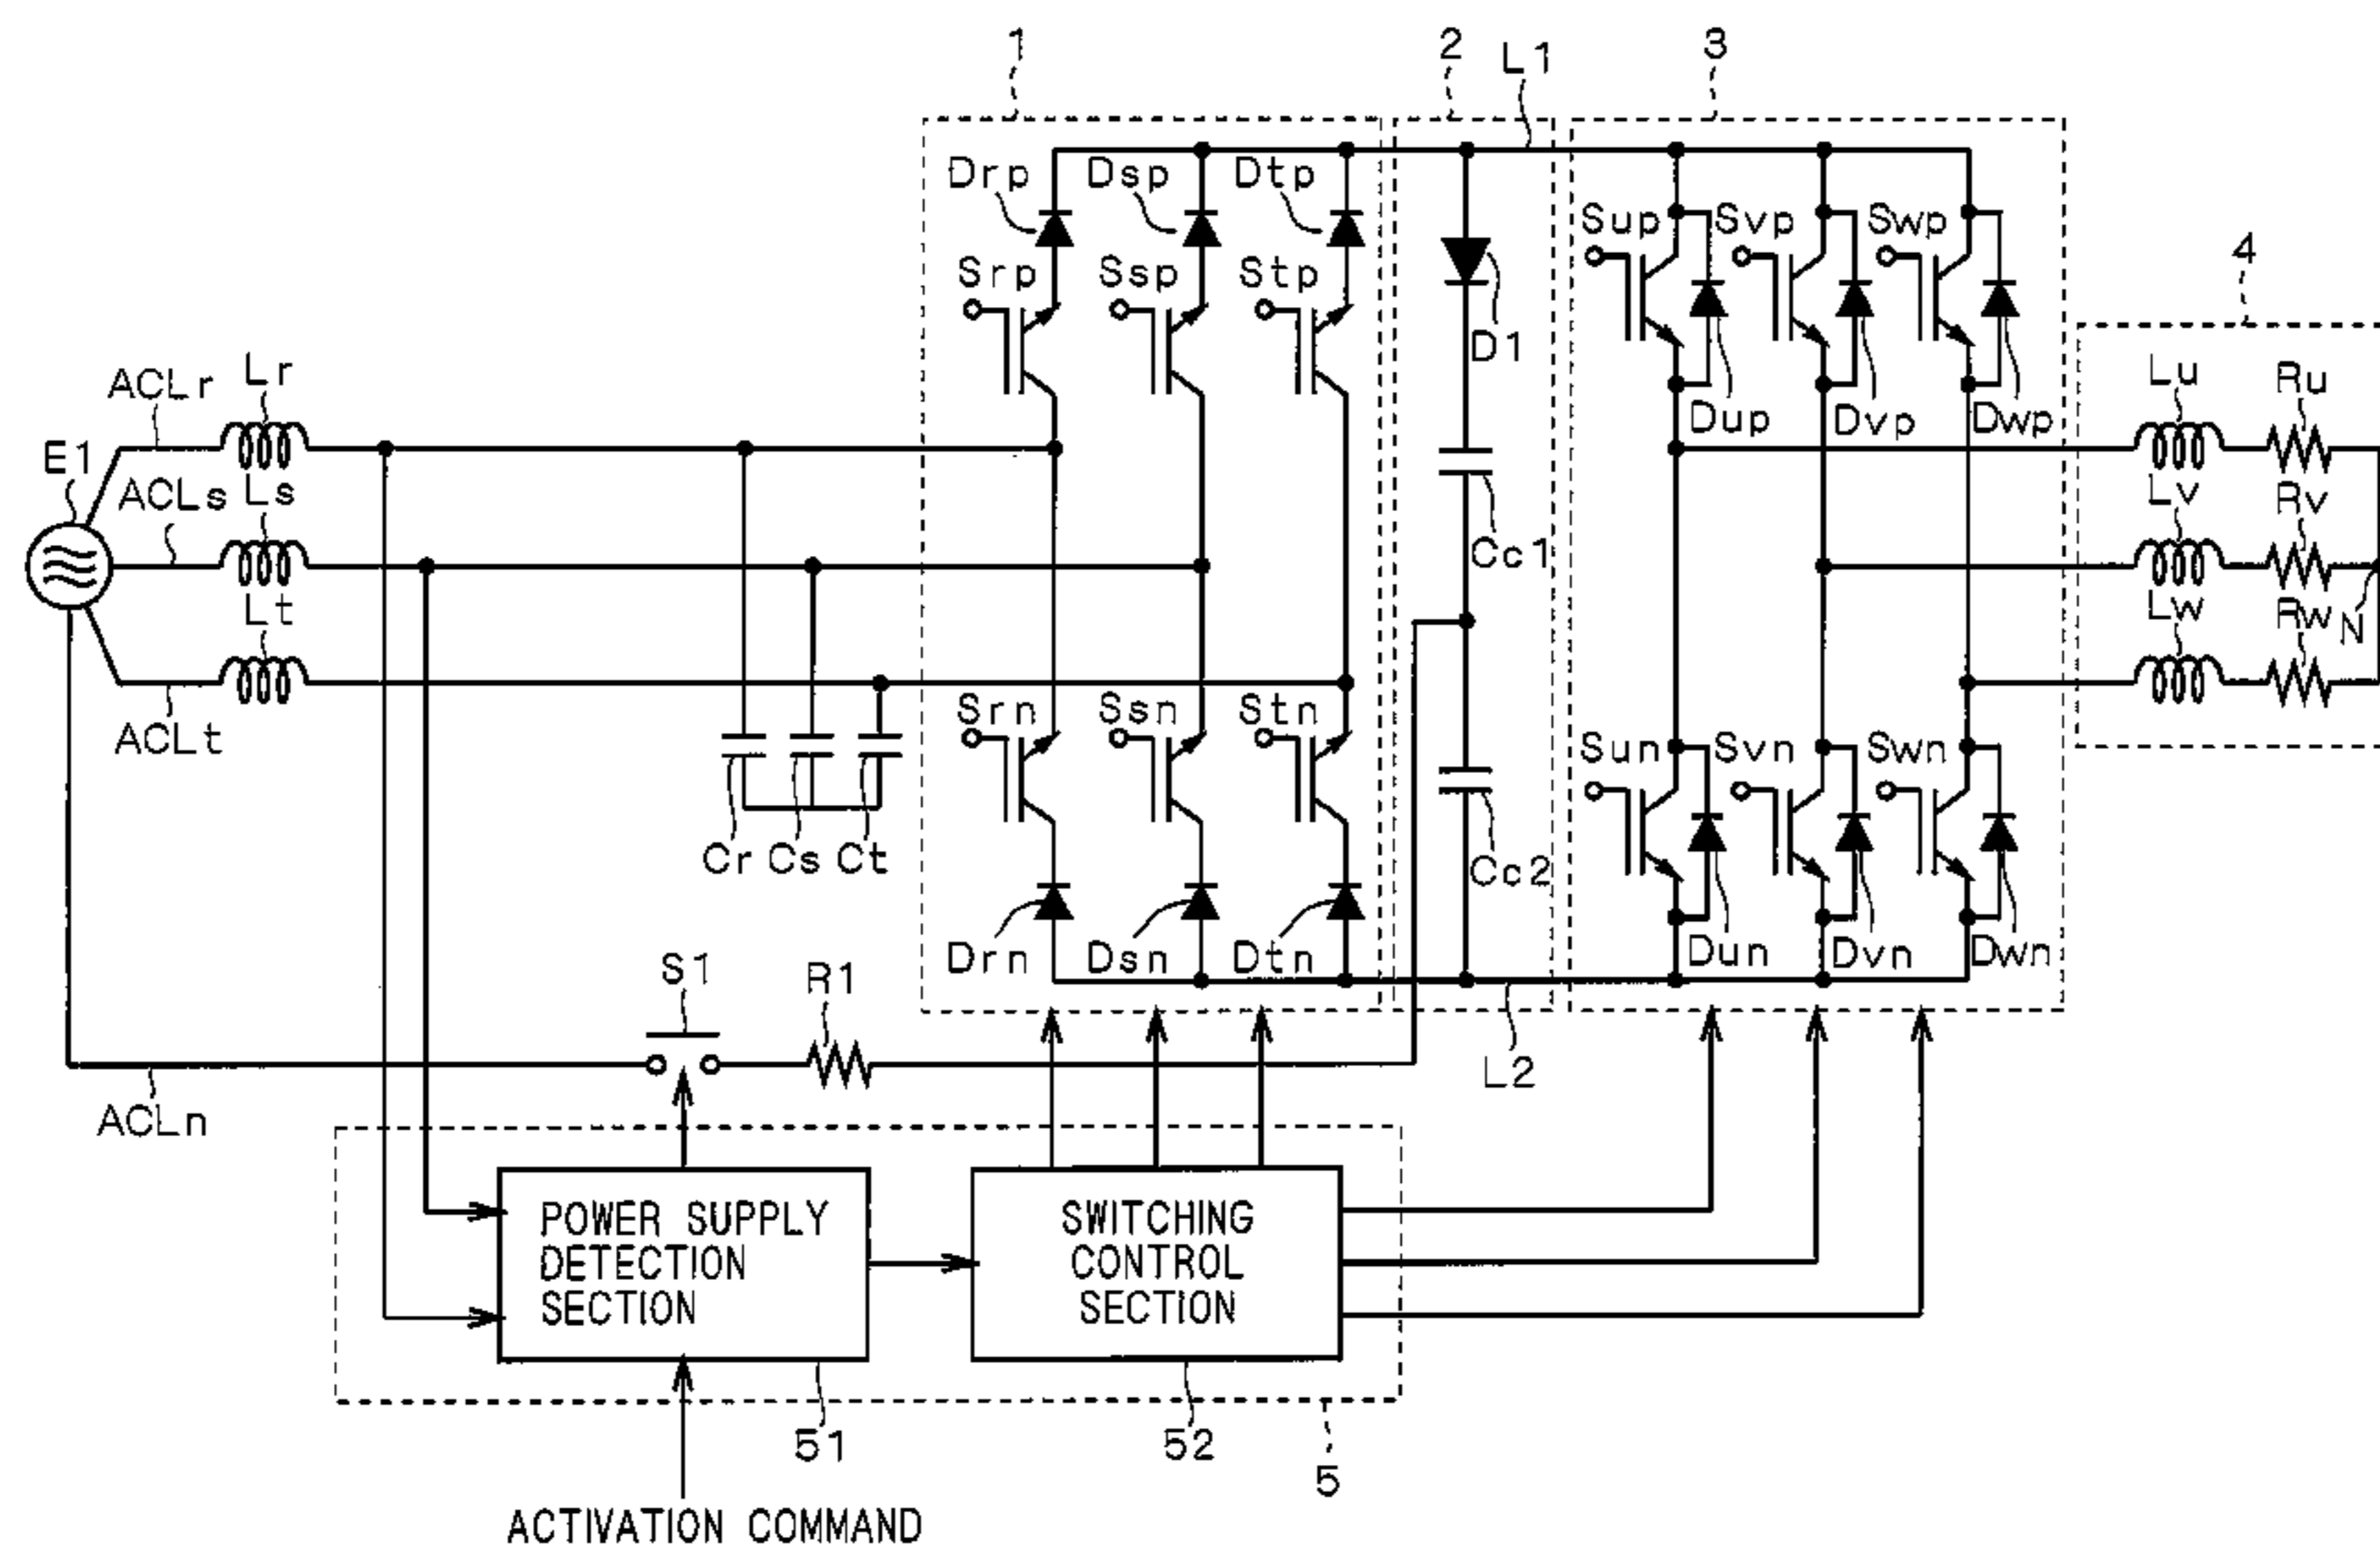 1
2
L1
3
Drp
Dsp
Dtp
Sup
Svp
Swp
4
Srp
Ssp
Stp
D1
Lu
Ru
ACLr
Lr
Dup
Dvp
Dwp
E1
ACLs
Ls
Lv
Rv
Cc1
Lt
Lw
Rw
N
ACLt
Srn
Ssn
Stn
Sun
Svn
Swn
Cr
Cs
Ct
Cc2
Drn
Dsn
Dtn
Dun
Dvn
Dwn
S1
R1
L2
ACLn
POWER SUPPLY
DETECTION
SECTION
SWITCHING
CONTROL
SECTION
51
52
5
ACTIVATION COMMAND